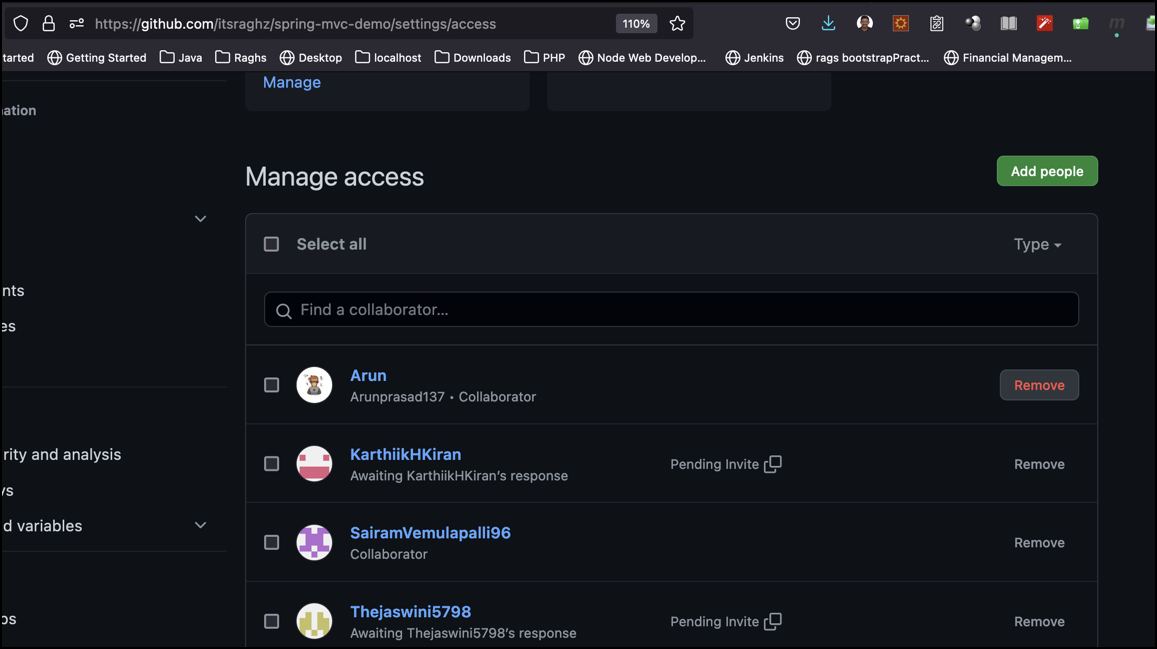 https://github.com/itsraghz/spring-mvc-demo/settings/access
110%
tarted
Getting Started
Java
Raghs
Desktop
localhost
Downloads
PHP
Node Web Develop...
Jenkins
rags bootstrapPract...
Financial Managem...
Manage
ation
Manage access
Add people
Select all
Type
nts
Find a collaborator...
es
Arun
Arunprasad137 • Collaborator
Remove
rity and analysis
KarthiikHKiran
Awaiting KarthiikHKiran's response
Pending Invite
Remove
ys
d variables
SairamVemulapalli96
Collaborator
Remove
ps
Thejaswini5798
Awaiting Thejaswini5798's response
Pending Invite
Remove